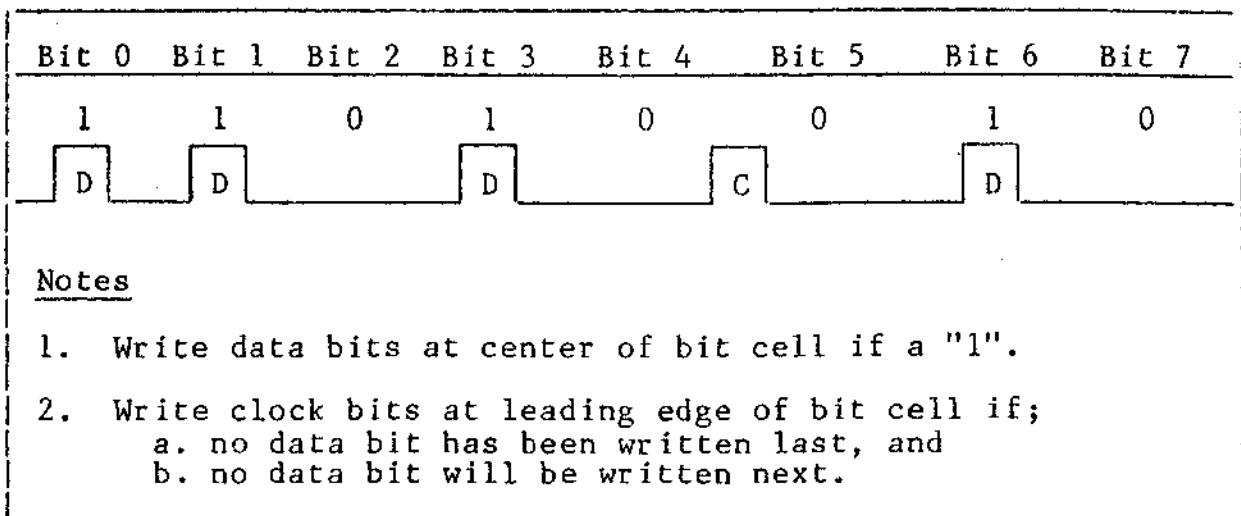 Bit 0 Bit 1 Bit 2 Bit 3 Bit 4 Bit 5 Bit 6 Bit 7
1 1 0 1 0 0 1 0
D D D C D
Notes
1. Write data bits at center of bit cell if a "1".
2. Write clock bits at leading edge of bit cell if;
a. no data bit has been written last, and
b. no data bit will be written next.